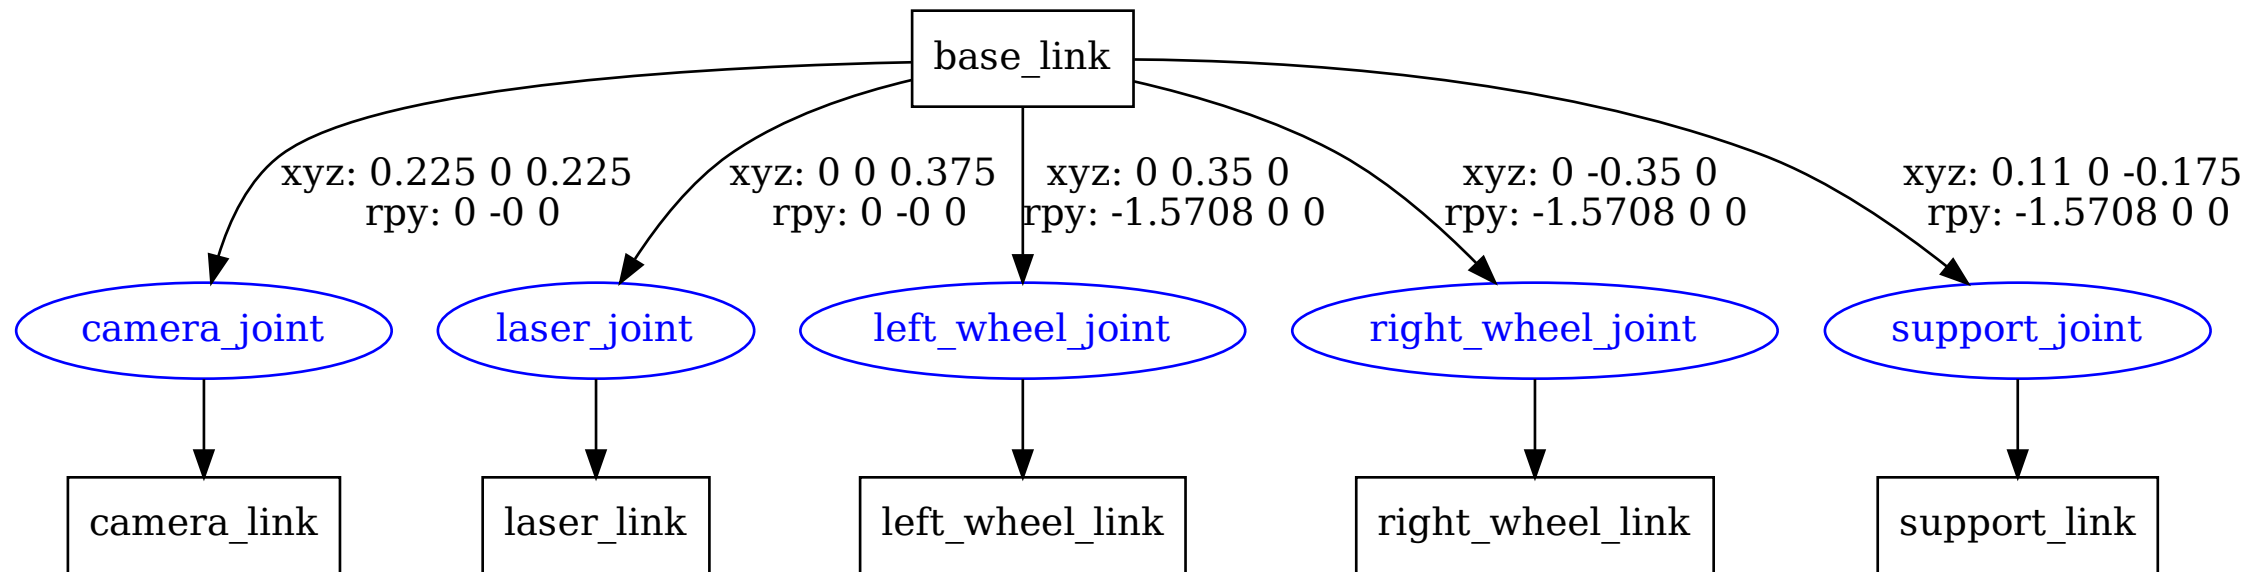 base_link
xyz: 0.225 0 0.225
rpy: 0 -0 0
xyz: 0 0 0.375
rpy: 0 -0 0
xyz: 0 0.35 0
rpy: -1.5708 0 0
xyz: 0 -0.35 0
rpy: -1.5708 0 0
xyz: 0.11 0 -0.175
rpy: -1.5708 0 0
camera_joint
laser_joint
left_wheel_joint
right_wheel_joint
support_joint
camera_link
laser_link
left_wheel_link
right_wheel_link
support_link